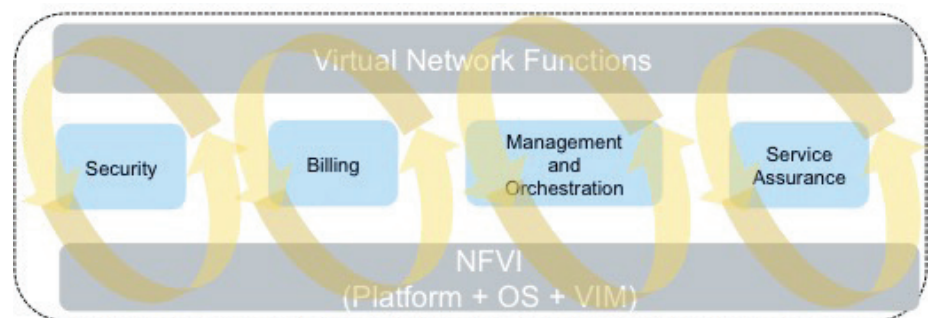 Virtual Network Functions
Security
Billing
Management
and
Orchestration
Service
Assurance
NFVI
(Platform + OS + VIM)